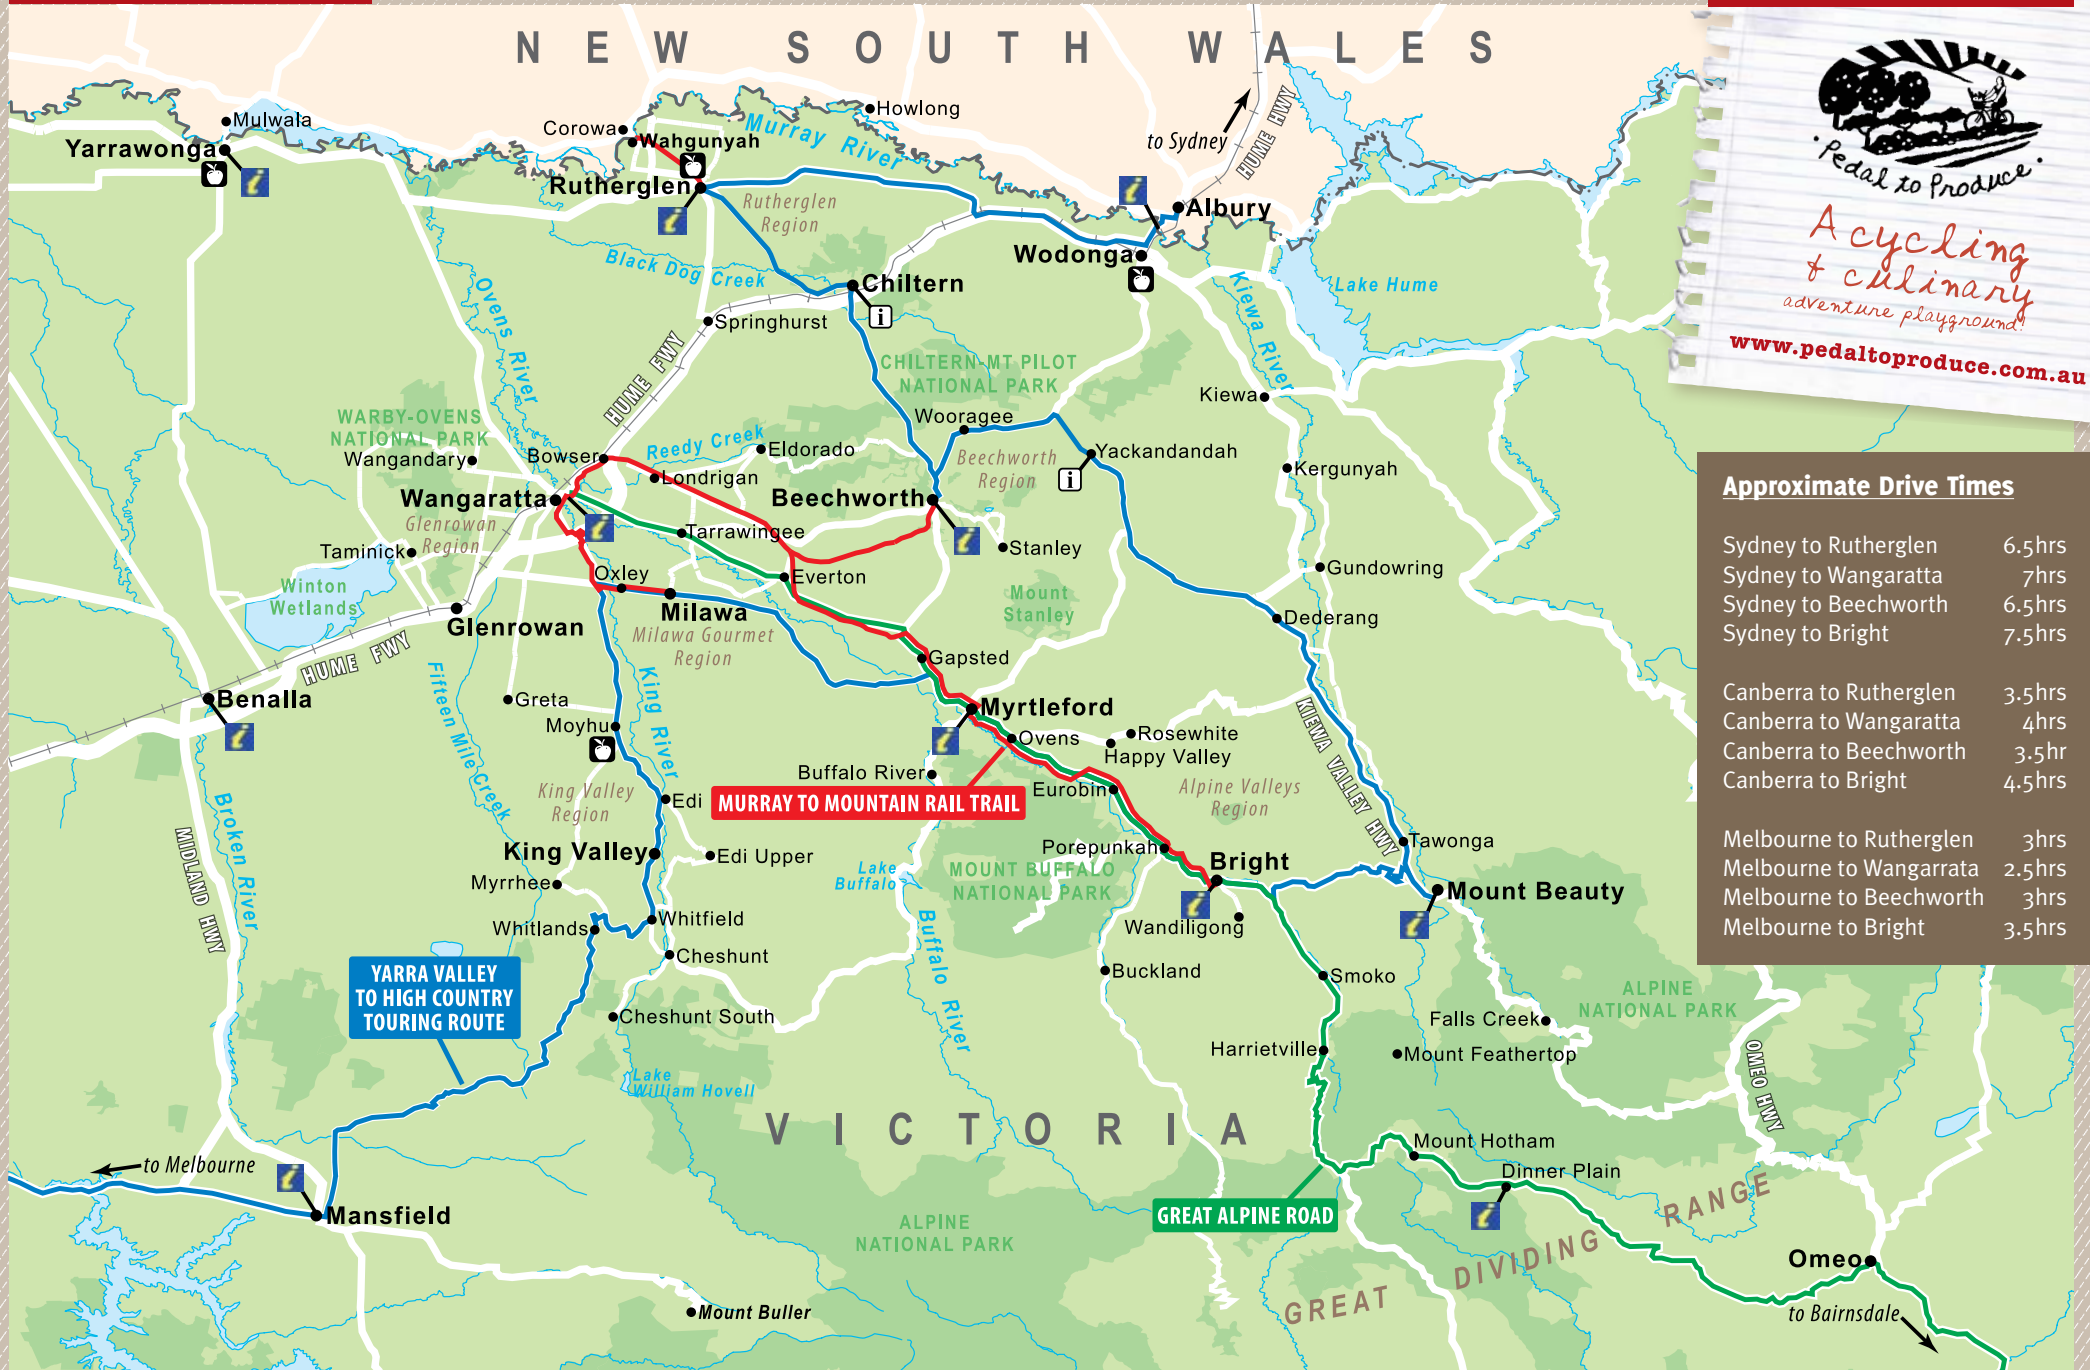 NEW SOUTH WALES
Pedal to Produce
A cycling
+ culinary
adventure playground!
www.pedaltoproduce.com.au
Mulwala
Yarrawonga
Corowa
Wahgunyah
Rutherglen
Howlong
Murray River
Rutherglen
Region
to Sydney
HUME HWY
Albury
Wodonga
Lake Hume
Kiewa River
Black Dog Creek
Chiltern
i
Springhurst
HUME FWY
Ovens River
CHILTERN-MT PILOT
NATIONAL PARK
Kiewa
WARBY-OVENS
NATIONAL PARK
Wangandary
Bowser
Reedy Creek
Eldorado
Londrigan
Wooragee
Beechworth
Region
Yackandandah
i
Kergunyah
Wangaratta
Glenrowan
Region
Beechworth
Taminick
Tarrawingee
Stanley
Winton
Wetlands
Oxley
Everton
Mount
Stanley
Gundowring
Milawa
Milawa Gourmet
Region
Dederang
Glenrowan
HUME FWY
Gapsted
Benalla
Fifteen Mile Creek
Greta
Moyhu
King River
Myrtleford
Ovens
Rosewhite
Happy Valley
KIEWA VALLEY HWY
Buffalo River
MURRAY TO MOUNTAIN RAIL TRAIL
Eurobin
Alpine Valleys
Region
King Valley
Region
Edi
Broken River
MIDLAND HWY
King Valley
Edi Upper
Porepunkah
Bright
Tawonga
Myrrhee
Lake
Buffalo
MOUNT BUFFALO
NATIONAL PARK
Mount Beauty
Whitlands
Whitfield
Wandiligong
Cheshunt
Buffalo River
Buckland
Smoko
YARRA VALLEY
TO HIGH COUNTRY
TOURING ROUTE
Cheshunt South
ALPINE
NATIONAL PARK
Falls Creek
Harrietville
Mount Feathertop
OMEO HWY
Lake
William Hovell
VICTORIA
Mount Hotham
Dinner Plain
to Melbourne
Mansfield
GREAT ALPINE ROAD
ALPINE
NATIONAL PARK
GREAT DIVIDING RANGE
Omeo
to Bairnsdale
Mount Buller
Approximate Drive Times
Sydney to Rutherglen 6.5hrs
Sydney to Wangaratta 7hrs
Sydney to Beechworth 6.5hrs
Sydney to Bright 7.5hrs
Canberra to Rutherglen 3.5hrs
Canberra to Wangaratta 4hrs
Canberra to Beechworth 3.5hr
Canberra to Bright 4.5hrs
Melbourne to Rutherglen 3hrs
Melbourne to Wangarrata 2.5hrs
Melbourne to Beechworth 3hrs
Melbourne to Bright 3.5hrs